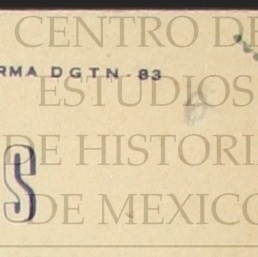 CENTRO DE
RMA DGTN-83
ESTUDIOS
DE HISTORI
S
DE MEXICO